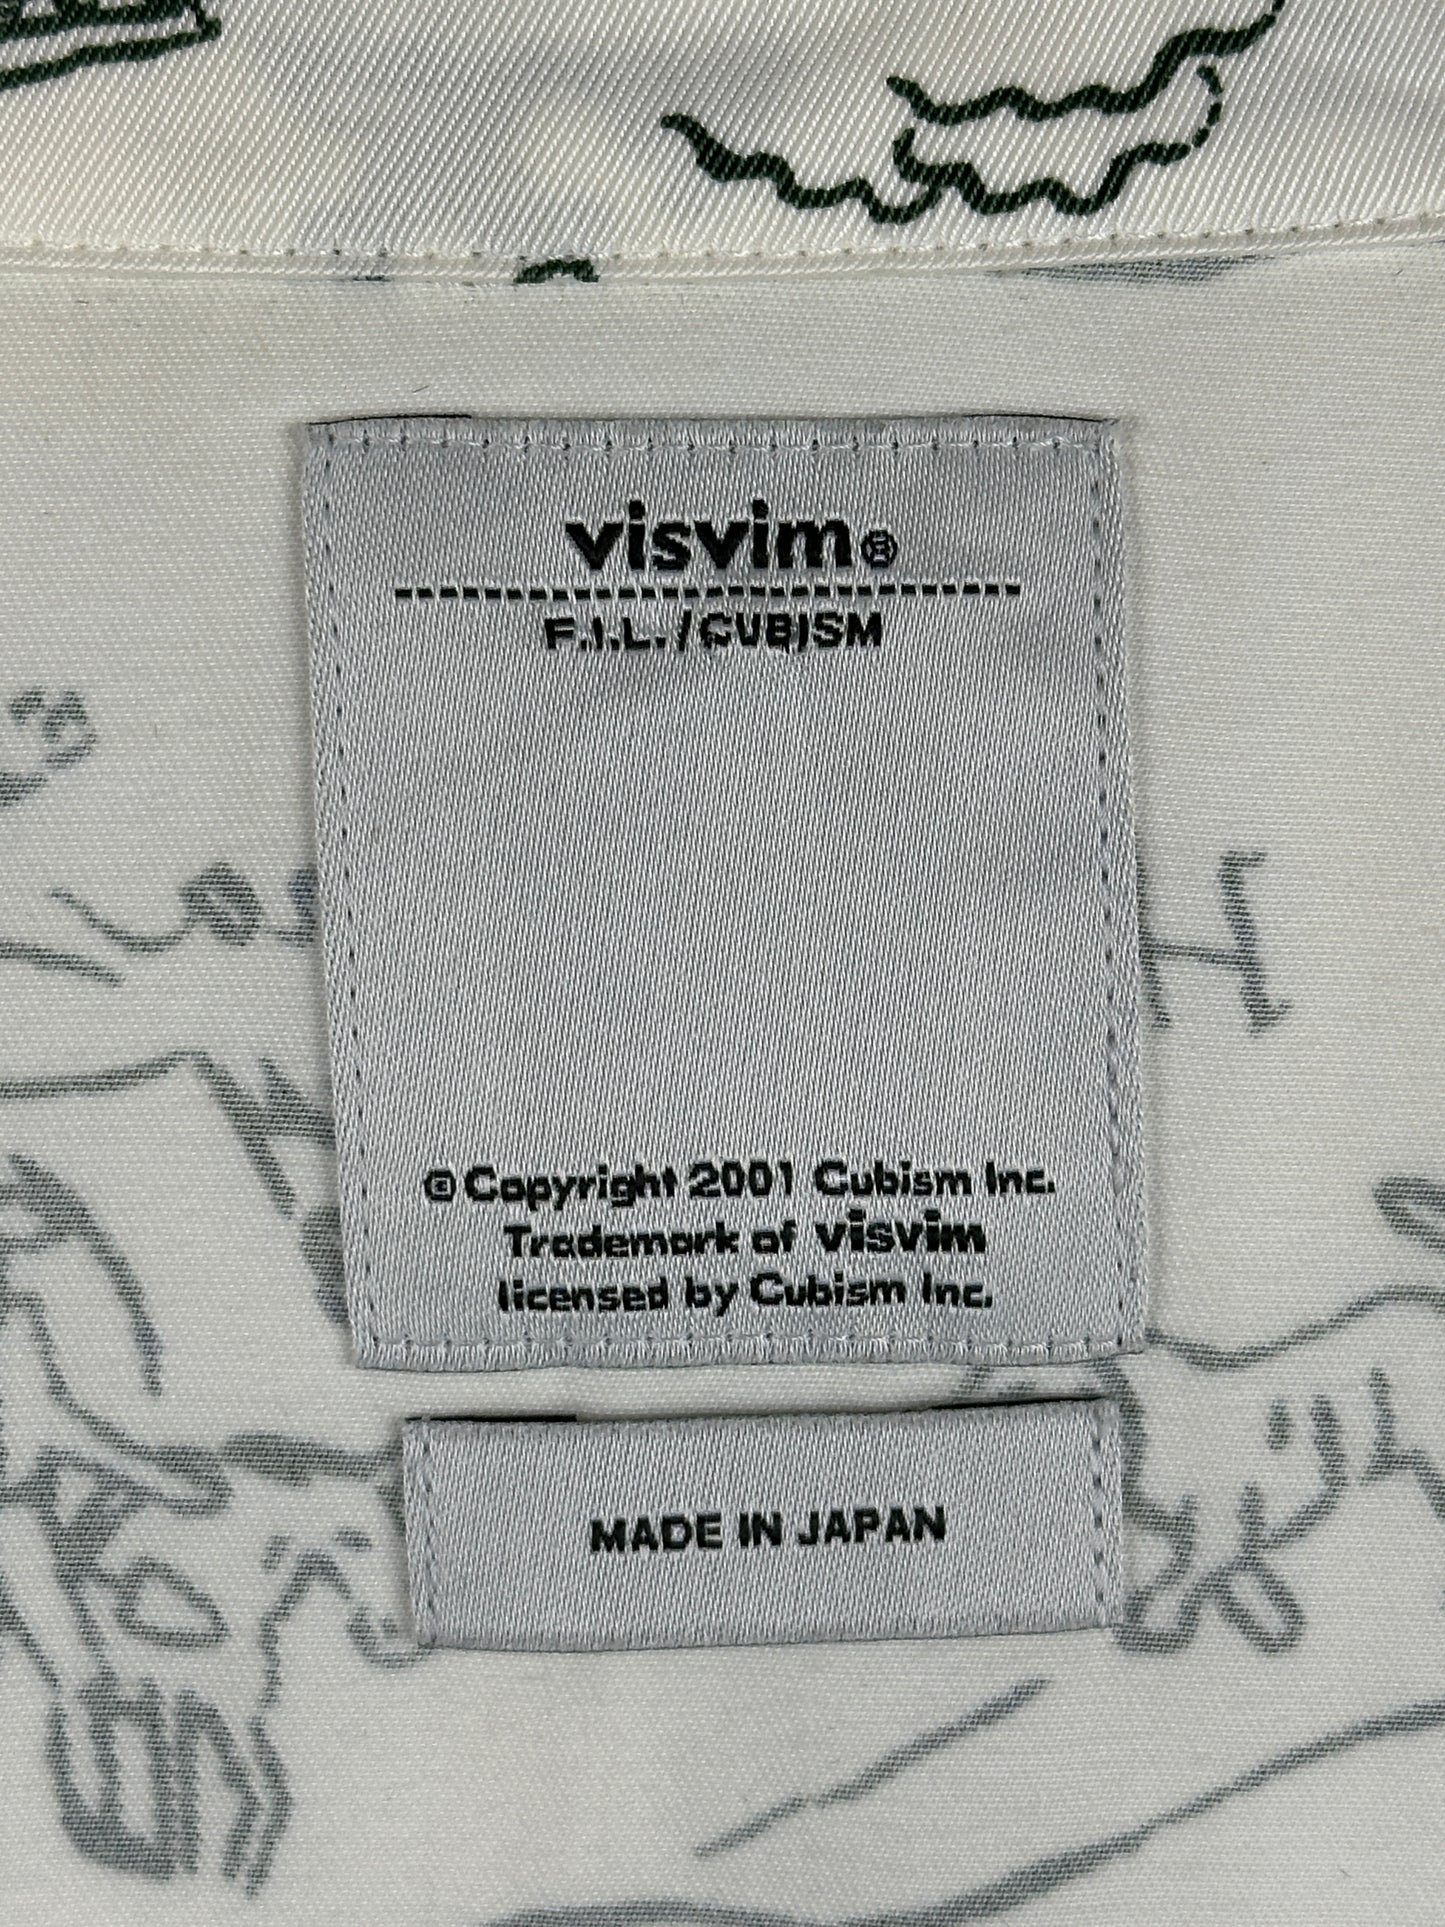 visvim®
F.I.L./CUBISM
©Copyright 2001 Cubism Inc.
Trademark of visvim
licensed by Cubism Inc.
MADE IN JAPAN